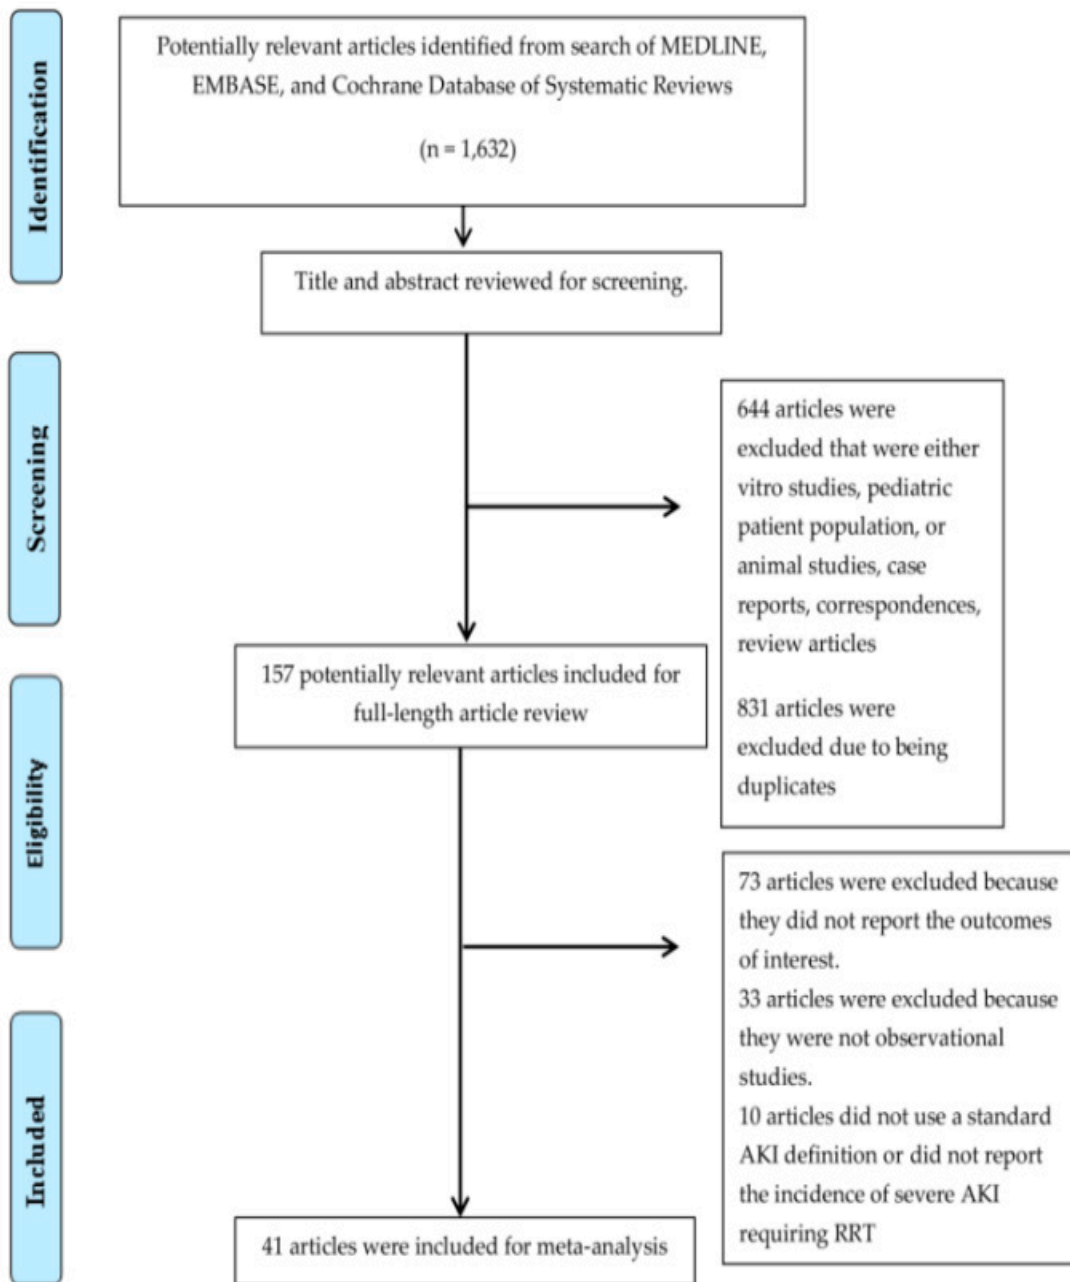 Identification
Potentially relevant articles identified from search of MEDLINE,
EMBASE, and Cochrane Database of Systematic Reviews
(n = 1,632)
Title and abstract reviewed for screening.
Screening
644 articles were
excluded that were either
vitro studies, pediatric
patient population, or
animal studies, case
reports, correspondences,
review articles
831 articles were
excluded due to being
duplicates
157 potentially relevant articles included for
full-length article review
Eligibility
73 articles were excluded because
they did not report the outcomes
of interest.
33 articles were excluded because
they were not observational
studies.
10 articles did not use a standard
AKI definition or did not report
the incidence of severe AKI
requiring RRT
Included
41 articles were included for meta-analysis